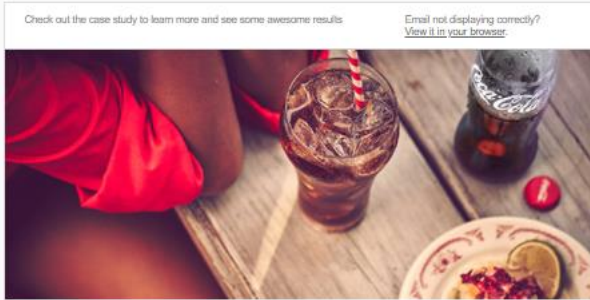 Check out the case study to learn more and see some awesome results
Email not displaying correctly?
View it in your browser.
Coca-Cola